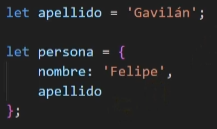 let apellido = 'Gavilán';
let persona = {
nombre: 'Felipe',
apellido
};